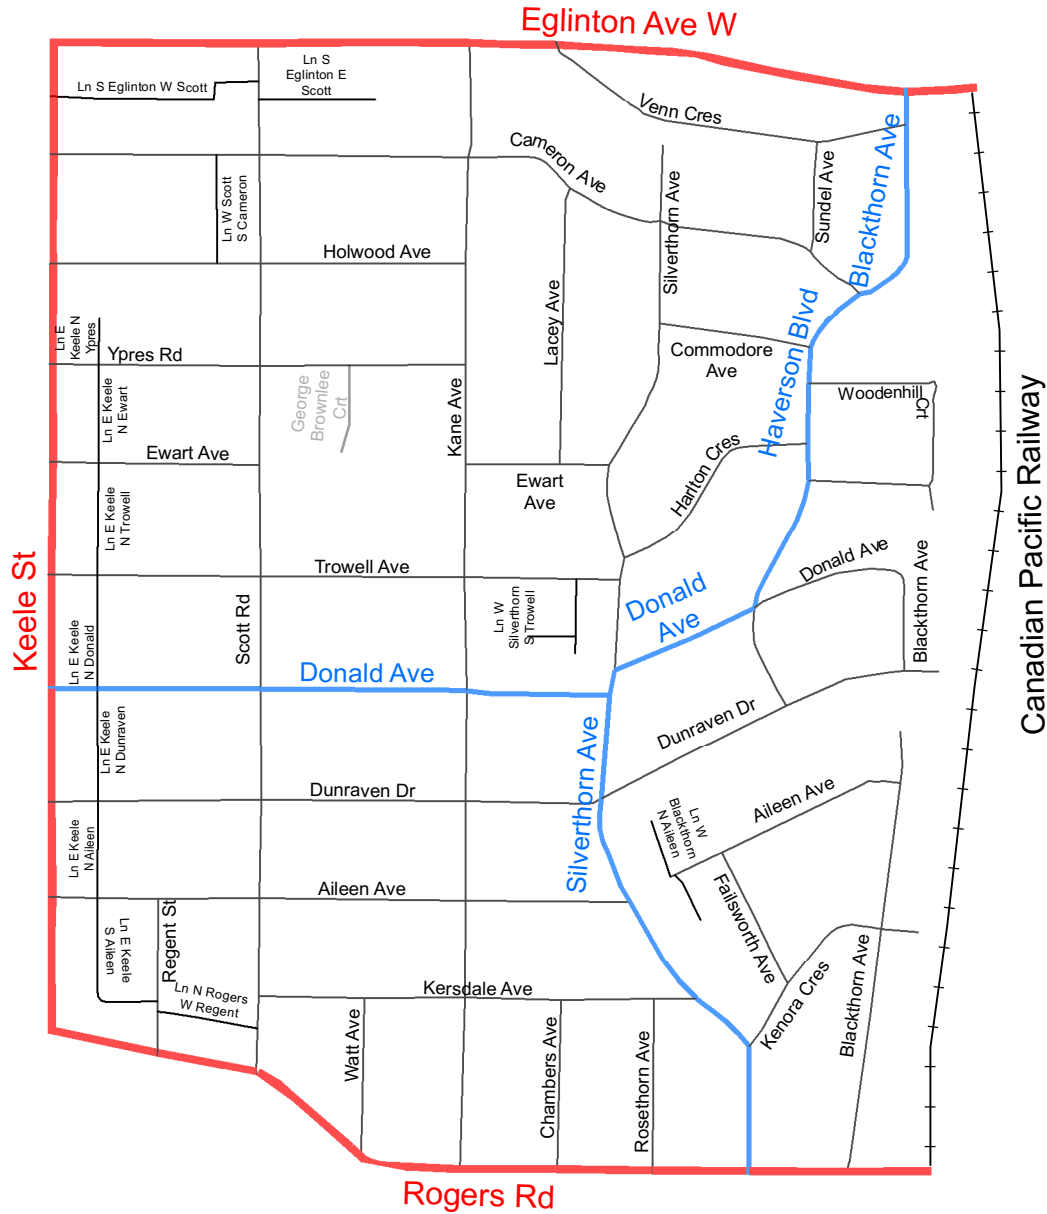 Eglinton Ave W
Ln S
Eglinton E
Scott
Ln S Eglinton W Scott
Venn Cres
Cameron Ave
Blackthorn Ave
Sundel Ave
Silverthorn Ave
Ln W Scott
S Cameron
Holwood Ave
Lacey Ave
Haverson Blvd
Ln E
Keele N
Ypres
Ypres Rd
Commodore
Ave
George
Brownlee
Crt
Kane Ave
Woodenhill
Crt
Ln E Keele
N Ewart
Canadian Pacific Railway
Ewart Ave
Harlton Cres
Ewart
Ave
Ln E Keele
N Trowell
Keele St
Trowell Ave
Donald Ave
Donald
Ave
Blackthorn Ave
Scott Rd
Ln W
Silverthorn
S Trowell
Ln E Keele
N Donald
Donald Ave
Ln E Keele
N Dunraven
Silverthorn Ave
Dunraven Dr
Dunraven Dr
Aileen Ave
Ln W
Blackthorn
N Aileen
Ln E Keele
N Aileen
Aileen Ave
Failsworth Ave
Regent St
Ln E Keele
S Aileen
Ln N Rogers
W Regent
Kersdale Ave
Kenora Cres
Blackthorn Ave
Watt Ave
Chambers Ave
Rosethorn Ave
Rogers Rd